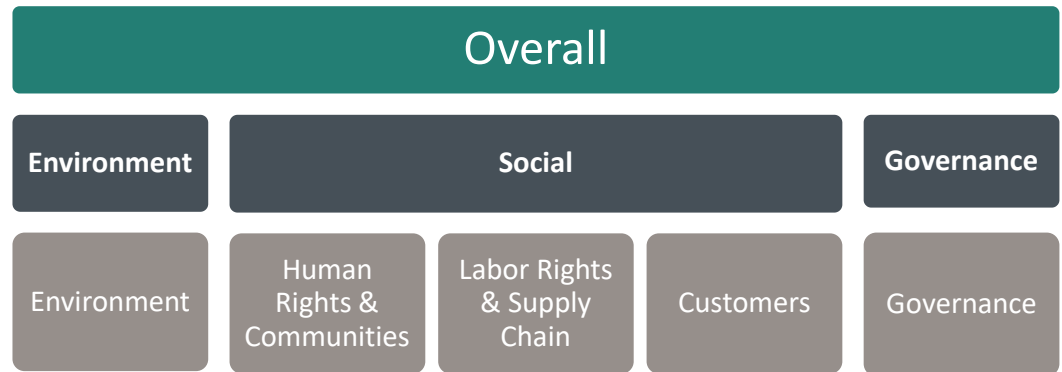 Overall
Environment
Social
Governance
Environment
Human
Rights &
Communities
Labor Rights
& Supply
Chain
Customers
Governance